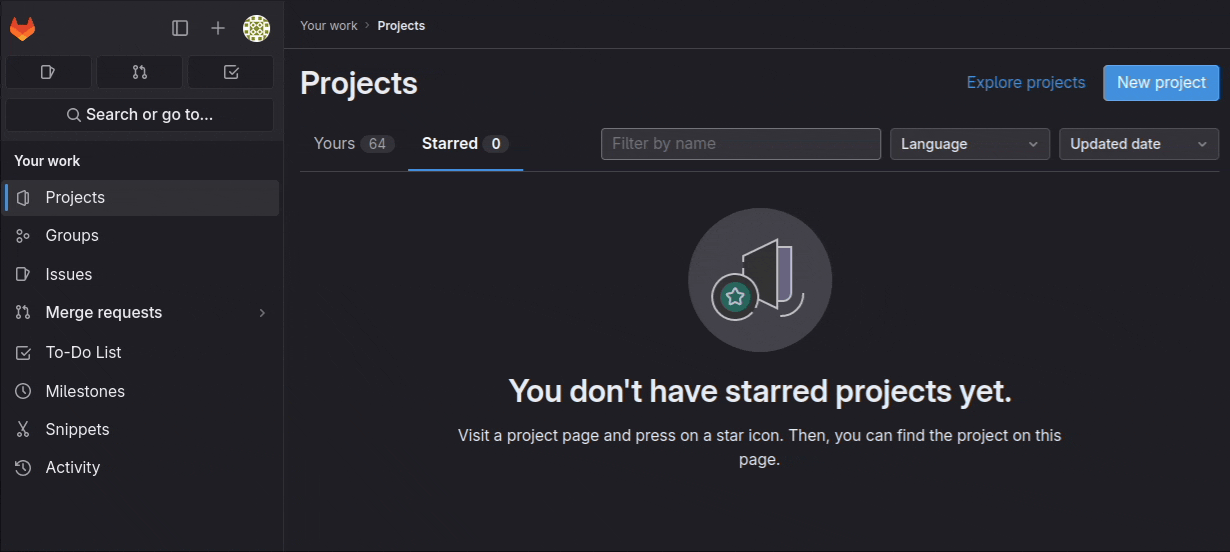 Your work › Projects
Search or go to...
Your work
Projects
Groups
Issues
Merge requests
To-Do List
Milestones
Snippets
Activity
Projects
Explore projects
New project
Yours 64
Starred 0
Filter by name
Language
Updated date
You don't have starred projects yet.
Visit a project page and press on a star icon. Then, you can find the project on this
page.